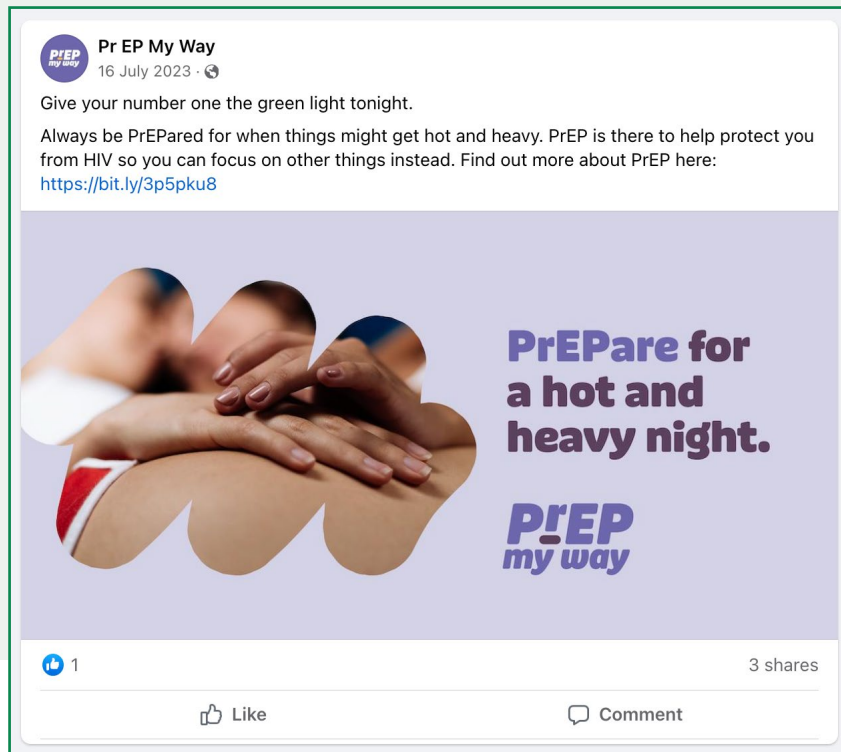 PrEP
my way
Pr EP My Way
16 July 2023 ·
Give your number one the green light tonight.
Always be PrEPared for when things might get hot and heavy. PrEP is there to help protect you
from HIV so you can focus on other things instead. Find out more about PrEP here:
https://bit.ly/3p5pku8
PrEPare for
a hot and
heavy night.
PrEP
my way
1
3 shares
Like
Comment